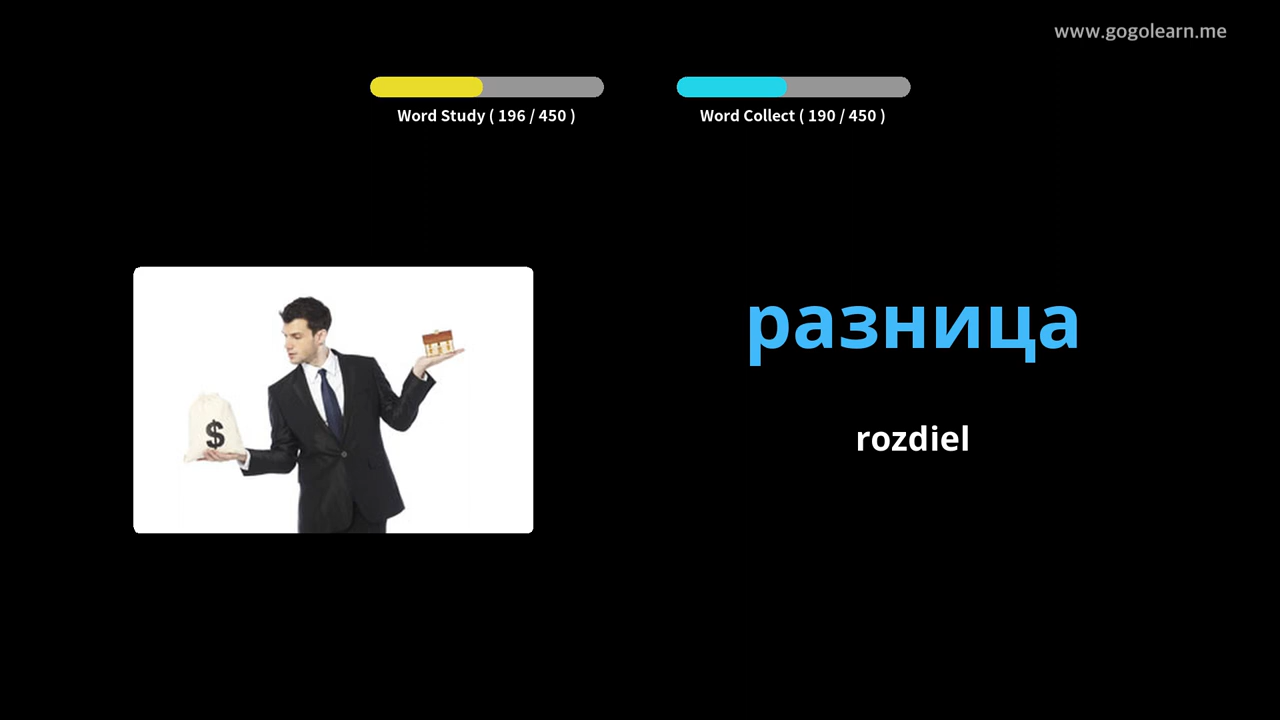 www.gogolearn.me
Word Study ( 196 / 450 )
Word Collect ( 190 / 450 )
разница
rozdiel
$